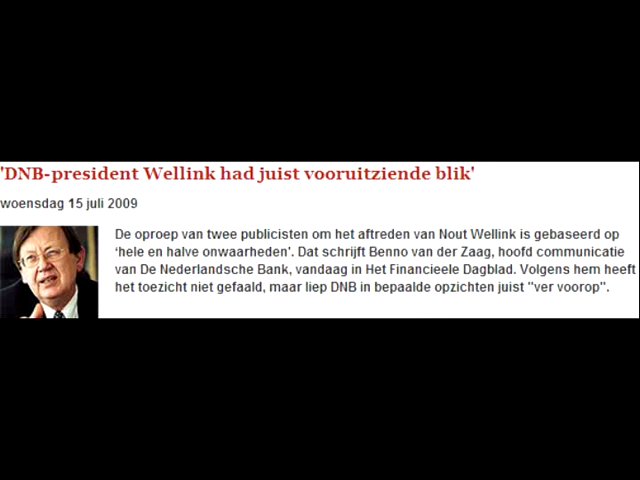 'DNB-president Wellink had juist vooruitziende blik'
woensdag 15 juli 2009
De oproep van twee publicisten om het aftreden van Nout Wellink is gebaseerd op
‘hele en halve onwaarheden’. Dat schrijft Benno van der Zaag, hoofd communicatie
van De Nederlandsche Bank, vandaag in Het Financieele Dagblad. Volgens hem heeft
het toezicht niet gefaald, maar liep DNB in bepaalde opzichten juist "ver voorop".